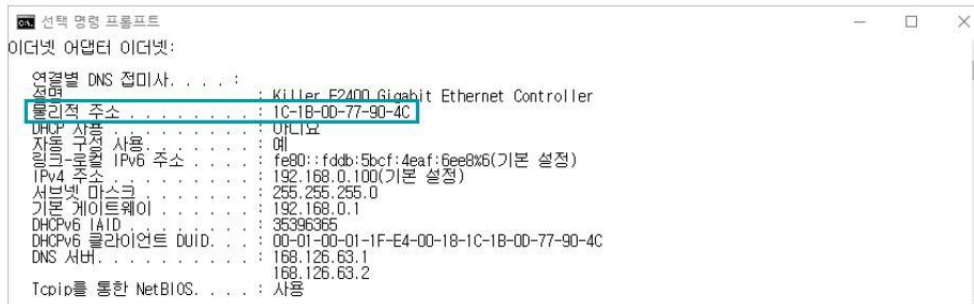 선택 명령 프롬프트
이더넷 어댑터 이더넷:
연결별 DNS 접미사. . . . :
설명 : Killer E2400 Gigabit Ethernet Controller
물리적 주소 . . . . . . . . : 1C-1B-0D-77-90-4C
DHCP 사용 . . . . . . . . . : 아니요
자동 구성 사용. . . . . . . : 예
링크-로컬 IPv6 주소 . . . . : fe80::fddb:5bcf:4eaf:6ee8%6(기본 설정)
IPv4 주소 . . . . . . . . . : 192.168.0.100(기본 설정)
서브넷 마스크 . . . . . . . : 255.255.255.0
기본 게이트웨이 . . . . . . : 192.168.0.1
DHCPv6 IAID . . . . . . . . : 35396365
DHCPv6 클라이언트 DUID. . . : 00-01-00-01-1F-E4-00-18-1C-1B-0D-77-90-4C
DNS 서버. . . . . . . . . . : 168.126.63.1
168.126.63.2
Tcpip를 통한 NetBIOS. . . . : 사용